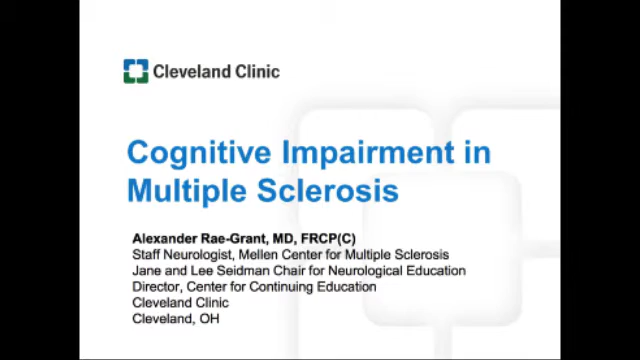 Cleveland Clinic
Cognitive Impairment in
Multiple Sclerosis
Alexander Rae-Grant, MD, FRCP(C)
Staff Neurologist, Mellen Center for Multiple Sclerosis
Jane and Lee Seidman Chair for Neurological Education
Director, Center for Continuing Education
Cleveland Clinic
Cleveland, OH